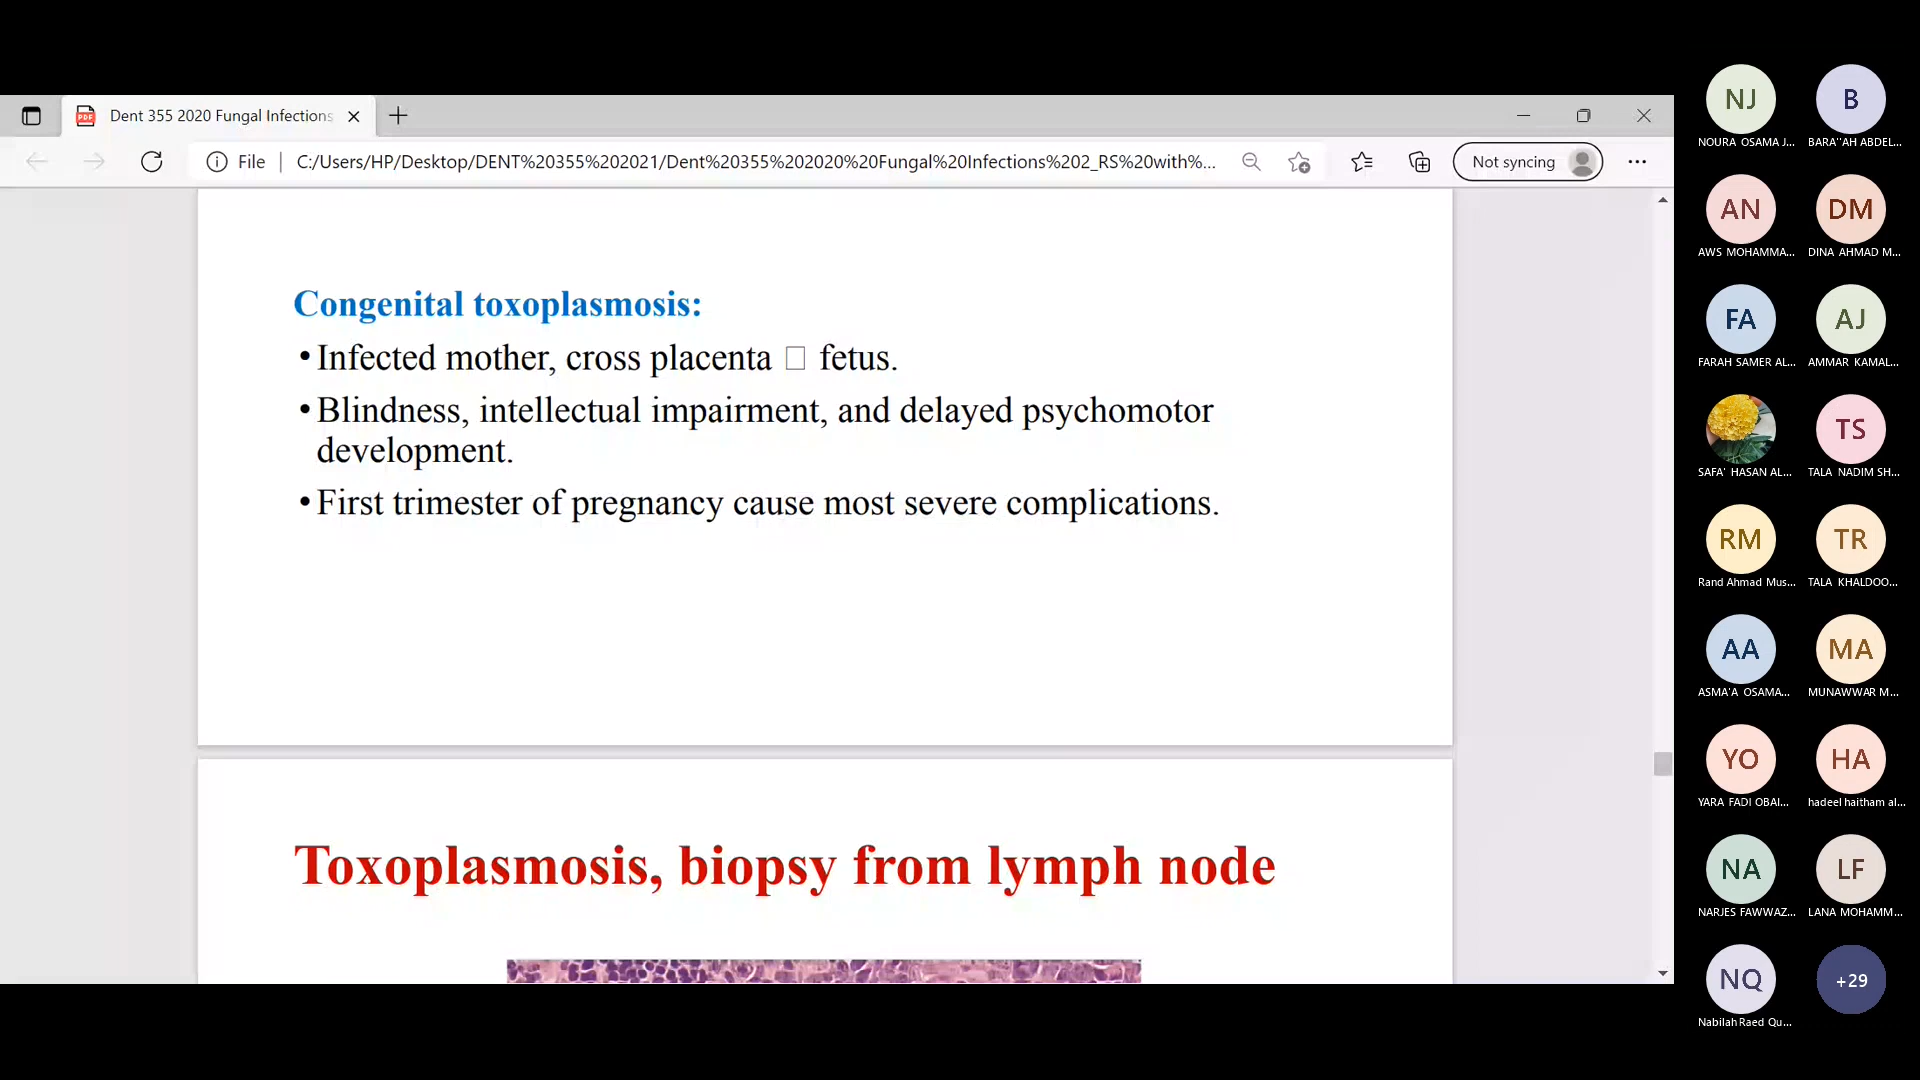 Dent 355 2020 Fungal Infections
File
C:/Users/HP/Desktop/DENT%20355%202021/Dent%20355%202020%20Fungal%20Infections%202_RS%20with%...
Not syncing
Congenital toxoplasmosis:
• Infected mother, cross placenta □ fetus.
• Blindness, intellectual impairment, and delayed psychomotor
development.
• First trimester of pregnancy cause most severe complications.
Toxoplasmosis, biopsy from lymph node
NJ B
NOURA OSAMA J... BARA''AH ABDEL...
AN DM
AWS MOHAMMA... DINA AHMAD M...
FA AJ
FARAH SAMER AL... AMMAR KAMAL...
TS
SAFA' HASAN AL... TALA NADIM SH...
RM TR
Rand Ahmad Mus... TALA KHALDOO...
AA MA
ASMA'A OSAMA... MUNAWWAR M...
YO HA
YARA FADI OBAI... hadeel haitham al...
NA LF
NARJES FAWWAZ... LANA MOHAMM...
NQ +29
Nabilah Raed Qu...